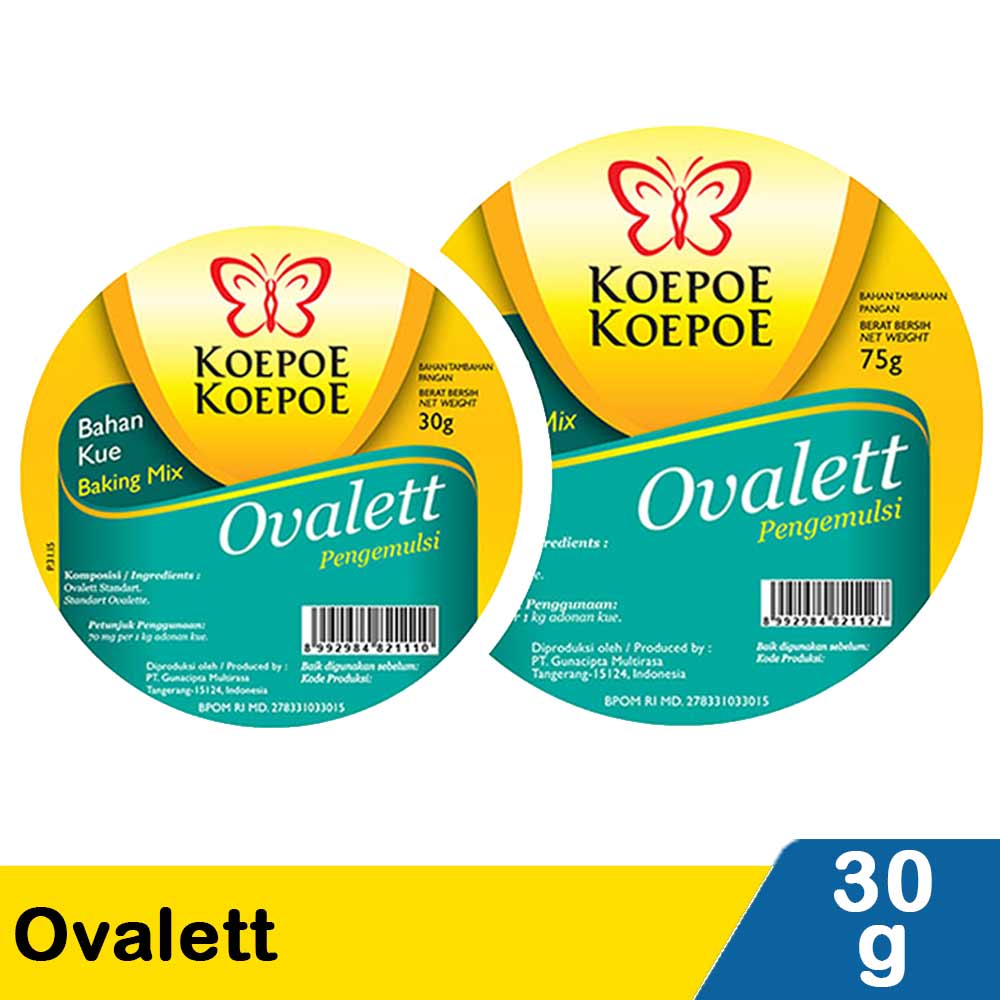 KOEPOE
KOEPOE
Bahan
Kue
Baking Mix
BAHAN TAMBAHAN
PANGAN
BERAT BERSIH
NET WEIGHT
30g
Ovalett
Pengemulsi
Komposisi / Ingredients :
Ovalett Standart.
Standart Ovalette.
Petunjuk Penggunaan:
70 mg per 1 kg adonan kue.
8 992984 821110
Diproduksi oleh / Produced by :
PT. Gunacipta Multirasa
Tangerang-15124, Indonesia
Baik digunakan sebelum:
Kode Produksi:
BPOM RI MD. 278331033015
P.31.15
KOEPOE
KOEPOE
Mix
BAHAN TAMBAHAN
PANGAN
BERAT BERSIH
NET WEIGHT
75g
Ovalett
Pengemulsi
redients :
e.
Penggunaan:
er 1 kg adonan kue.
8 992984 821127
Diproduksi oleh / Produced by :
PT. Gunacipta Multirasa
Tangerang-15124, Indonesia
Baik digunakan sebelum:
Kode Produksi:
BPOM RI MD. 278331033015
Ovalett
30
g